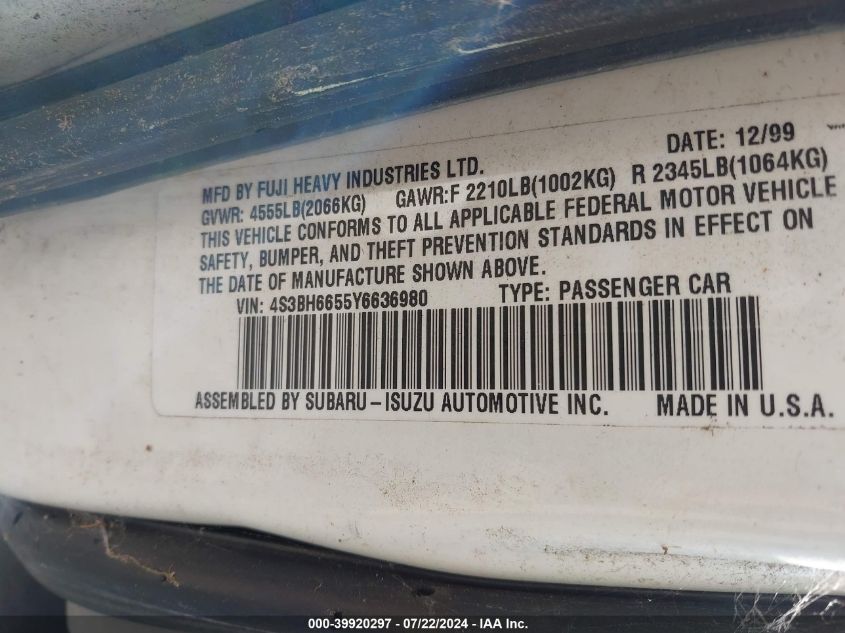 DATE: 12/99
MFD BY FUJI HEAVY INDUSTRIES LTD.
GVWR: 4555LB(2066KG) GAWR:F 2210LB(1002KG) R 2345LB(1064KG)
THIS VEHICLE CONFORMS TO ALL APPLICABLE FEDERAL MOTOR VEHICLE
SAFETY, BUMPER, AND THEFT PREVENTION STANDARDS IN EFFECT ON
THE DATE OF MANUFACTURE SHOWN ABOVE.
VIN: 4S3BH6655Y6636980 TYPE: PASSENGER CAR
ASSEMBLED BY SUBARU-ISUZU AUTOMOTIVE INC. MADE IN U.S.A.
000-39920297 - 07/22/2024 - IAA Inc.